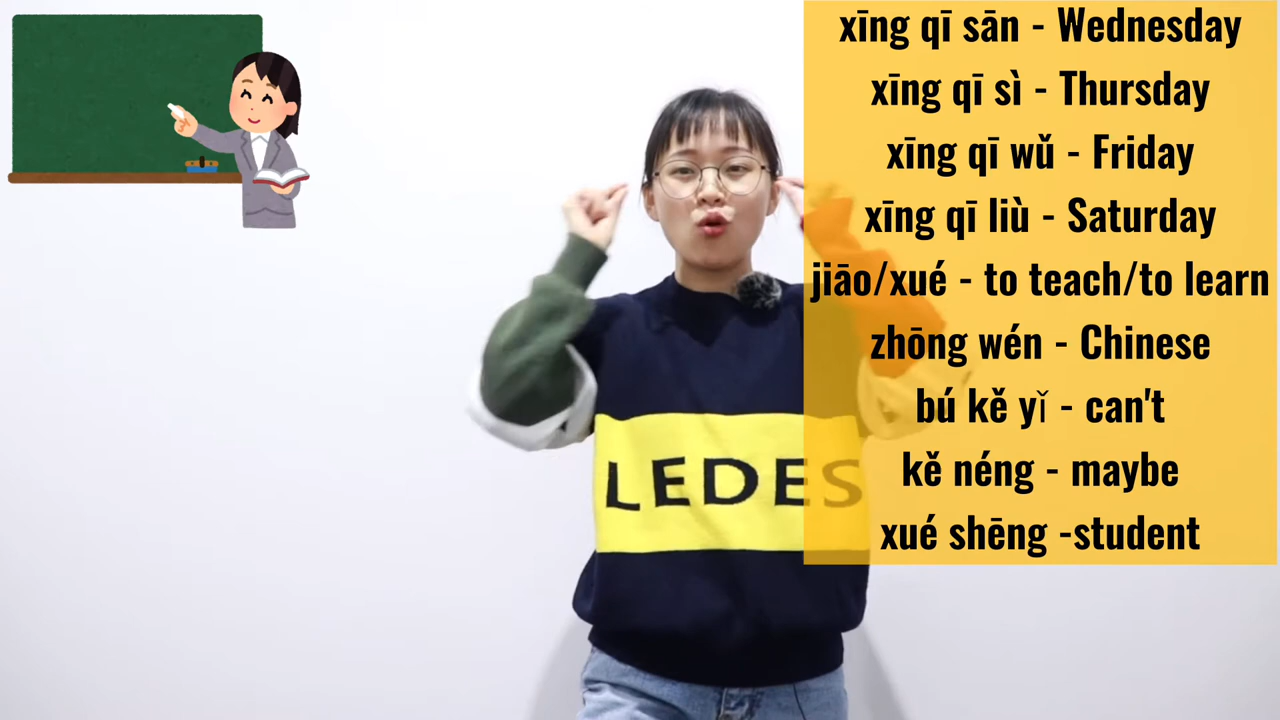 xīng qī sān - Wednesday
xīng qī sì - Thursday
xīng qī wǔ - Friday
xīng qī liù - Saturday
jiāo/xué - to teach/to learn
zhōng wén - Chinese
bú kě yǐ - can't
kě néng - maybe
xué shēng -student
LEDES